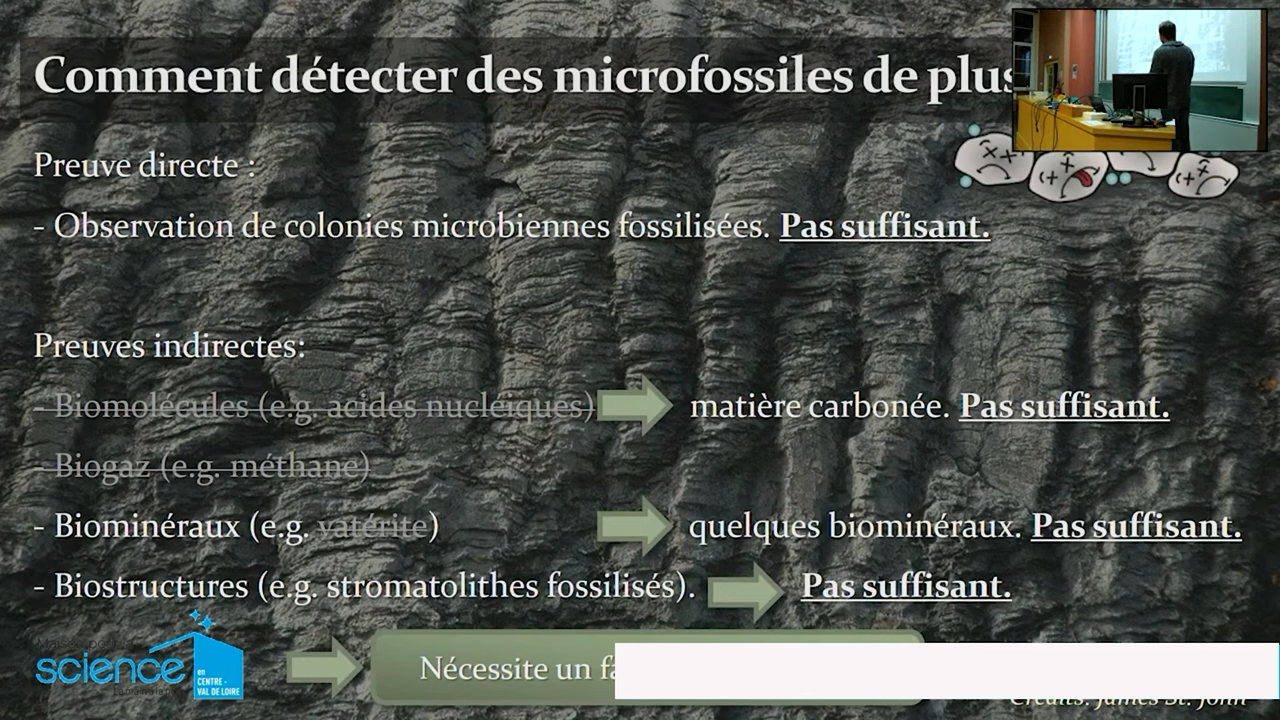 Comment détecter des microfossiles de plus
Preuve directe :
- Observation de colonies microbiennes fossilisées. Pas suffisant.
Preuves indirectes:
- Biomolécules (e.g. acides nucléiques) matière carbonée. Pas suffisant.
- Biogaz (e.g. méthane)
- Biominéraux (e.g. vatérite) quelques biominéraux. Pas suffisant.
- Biostructures (e.g. stromatolithes fossilisés). Pas suffisant.
science
en
CENTRE -
VAL DE LOIRE
Nécessite un
Crédits: James St. John